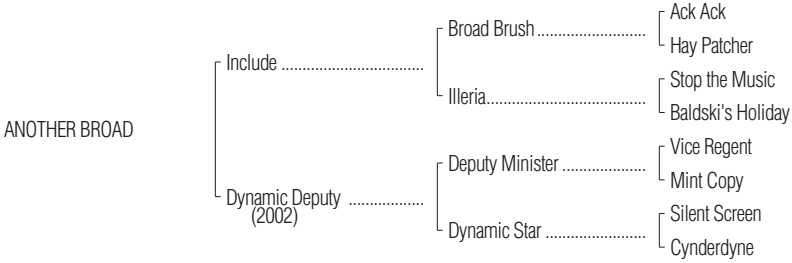 Ack Ack
Broad Brush ..........................
Hay Patcher
Include ..................................
Stop the Music
Illeria.......................................
Baldski's Holiday
ANOTHER BROAD
Vice Regent
Deputy Minister ....................
Mint Copy
Dynamic Deputy ..................
(2002)
Silent Screen
Dynamic Star ........................
Cynderdyne